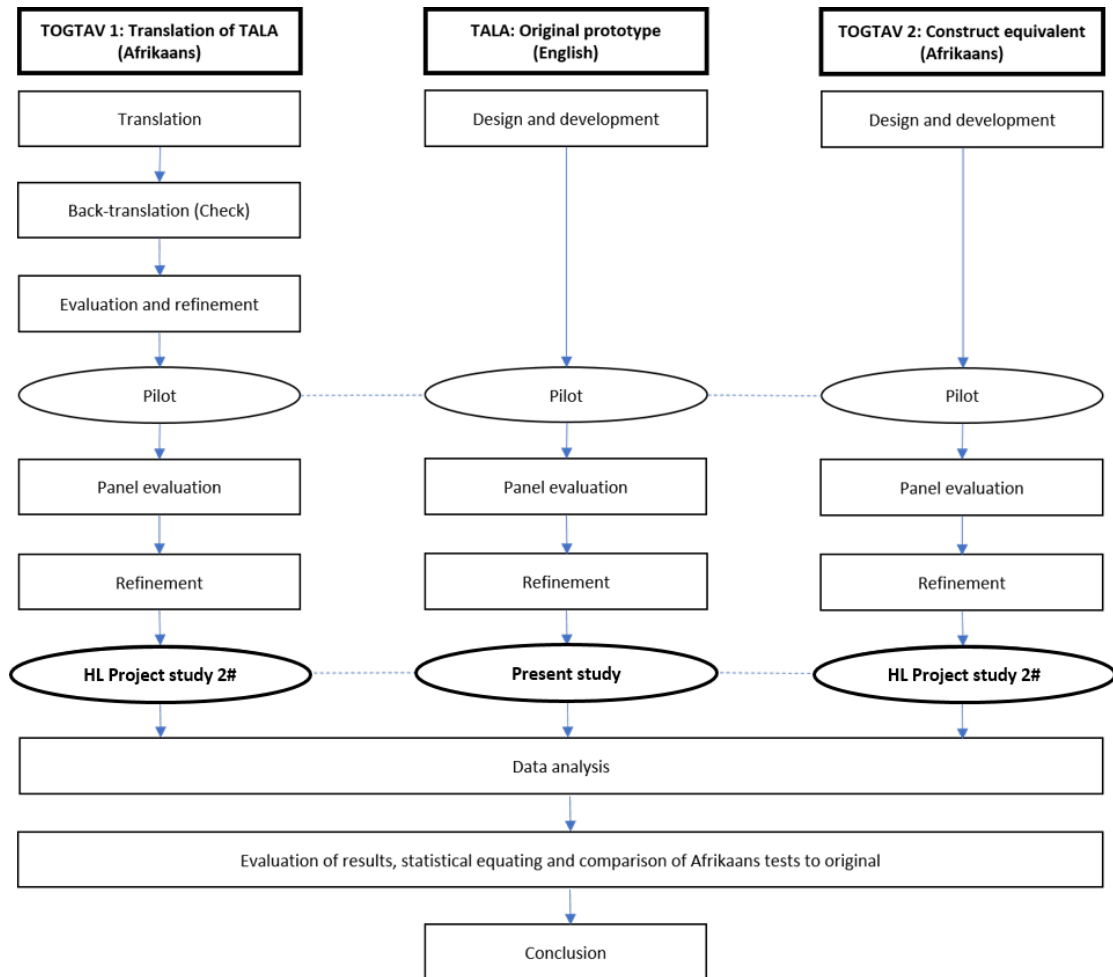 TOGTAV 1: Translation of TALA
(Afrikaans)
TALA: Original prototype
(English)
TOGTAV 2: Construct equivalent
(Afrikaans)
Translation
Design and development
Design and development
Back-translation (Check)
Evaluation and refinement
Pilot
Pilot
Pilot
Panel evaluation
Panel evaluation
Panel evaluation
Refinement
Refinement
Refinement
HL Project study 2#
Present study
HL Project study 2#
Data analysis
Evaluation of results, statistical equating and comparison of Afrikaans tests to original
Conclusion